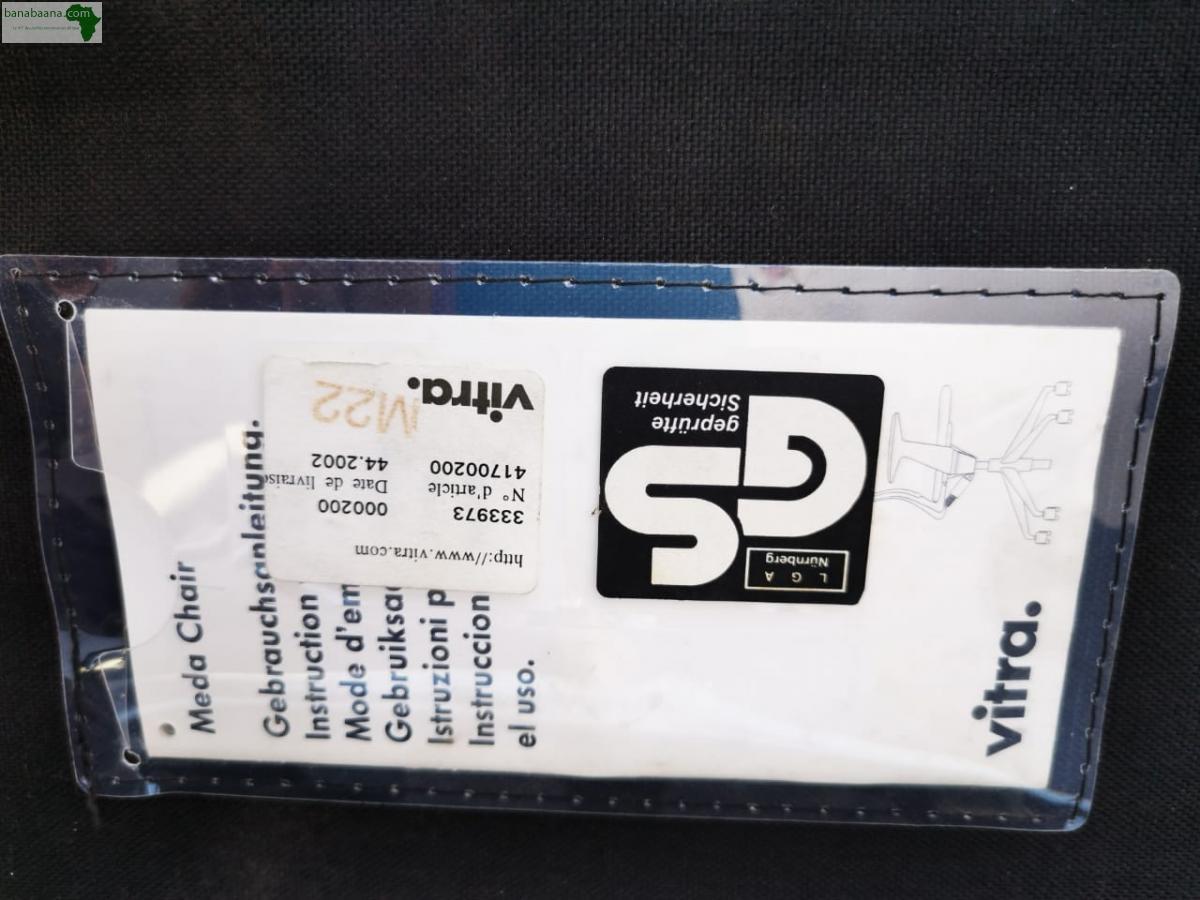 banabaana.com
Meda Chair
Gebrauchsanleitung.
Instruction
Mode d'em
Gebruiksa
Istruzioni p
Instruccion
el uso.
vitra.
http://www.vitra.com
333973 000200
N° d'article Date de livrais
41700200 44.2002
vitra. M22
L G A
Nürnberg
GS
geprüfte
Sicherheit